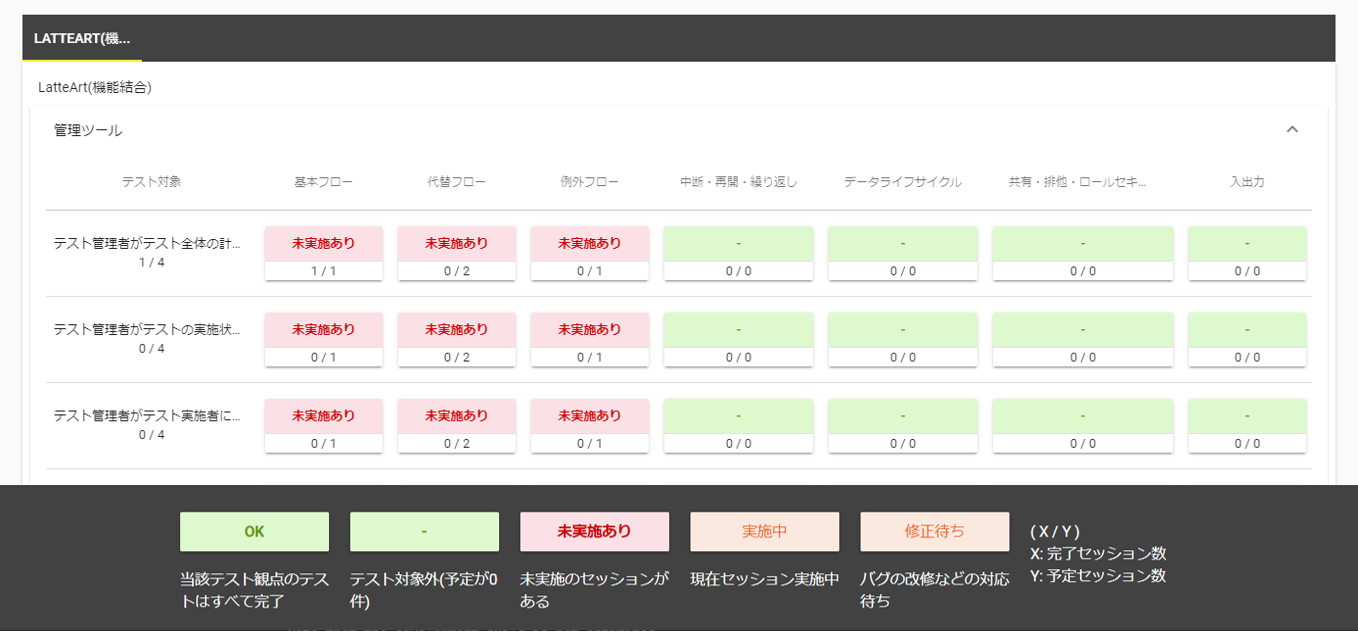 LATTEART(機...
LatteArt(機能結合)
管理ツール
テスト対象 基本フロー 代替フロー 例外フロー 中断・再開・繰り返し データライフサイクル 共有・排他・ロールセキ... 入出力
テスト管理者がテスト全体の計... 未実施あり 未実施あり 未実施あり - - - -
1 / 4 1 / 1 0 / 2 0 / 1 0 / 0 0 / 0 0 / 0 0 / 0
テスト管理者がテストの実施状... 未実施あり 未実施あり 未実施あり - - - -
0 / 4 0 / 1 0 / 2 0 / 1 0 / 0 0 / 0 0 / 0 0 / 0
テスト管理者がテスト実施者に... 未実施あり 未実施あり 未実施あり - - - -
0 / 4 0 / 1 0 / 2 0 / 1 0 / 0 0 / 0 0 / 0 0 / 0
OK
当該テスト観点のテス
トはすべて完了
-
テスト対象外(予定が0
件)
未実施あり
未実施のセッションが
ある
実施中
現在セッション実施中
修正待ち
バグの改修などの対応
待ち
( X / Y )
X: 完了セッション数
Y: 予定セッション数